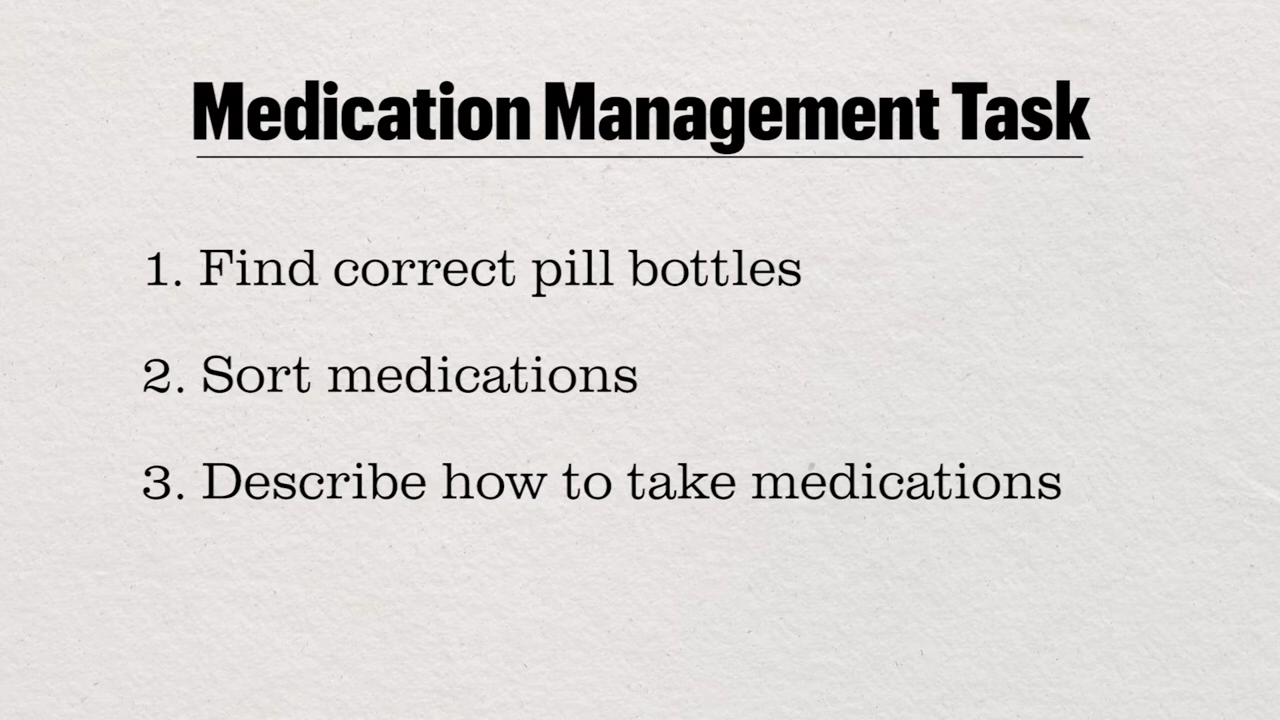 Medication Management Task
1. Find correct pill bottles
2. Sort medications
3. Describe how to take medications